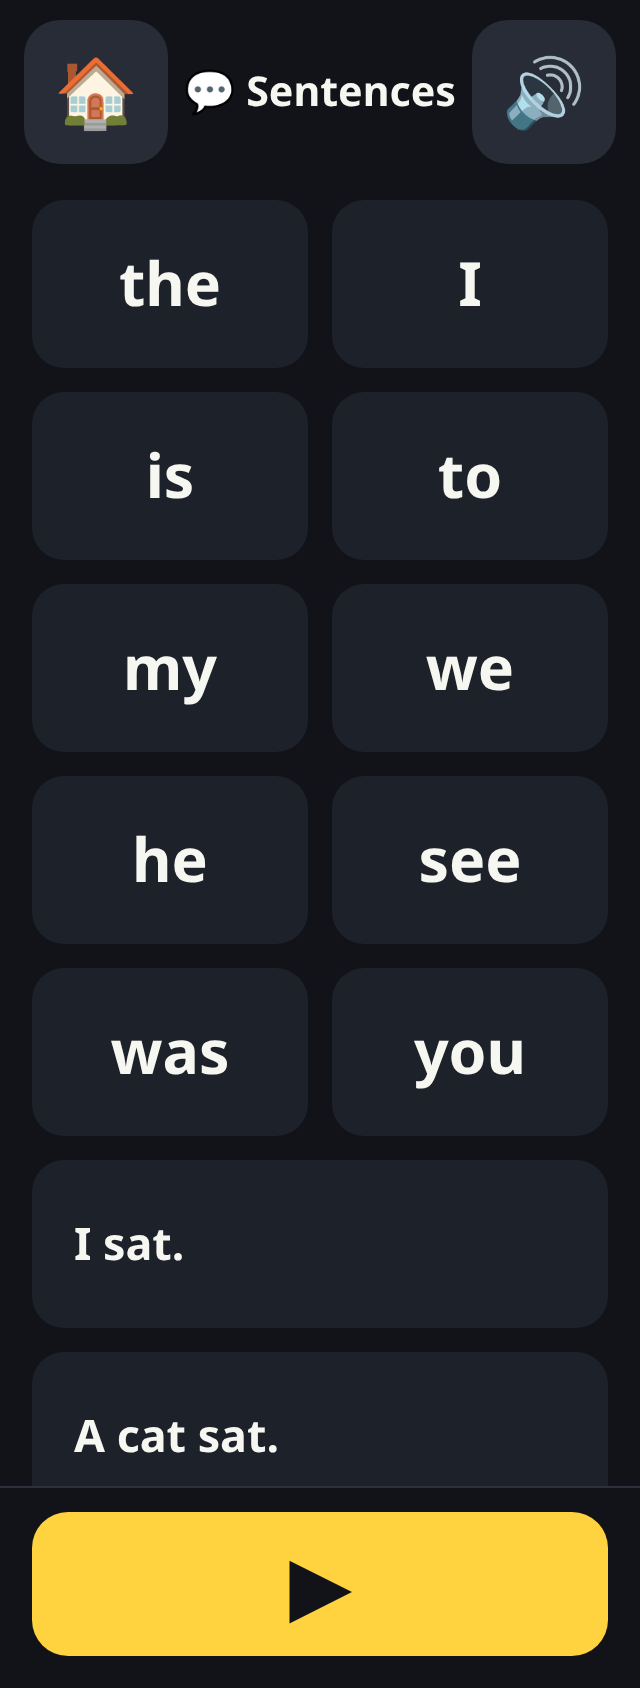 💬 Sentences
the
I
is
to
my
we
he
see
was
you
I sat.
A cat sat.